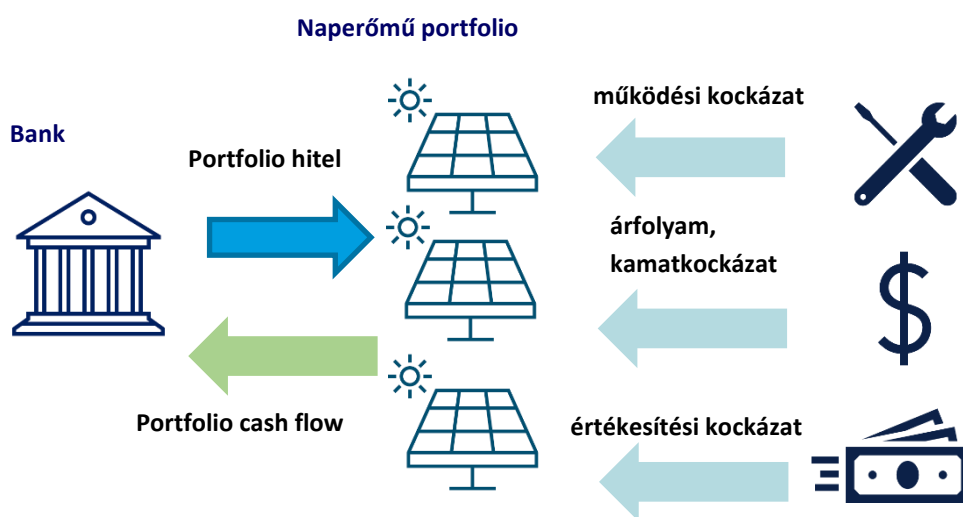 Naperőmű portfolio
Bank
Portfolio hitel
működési kockázat
árfolyam,
kamatkockázat
Portfolio cash flow
értékesítési kockázat